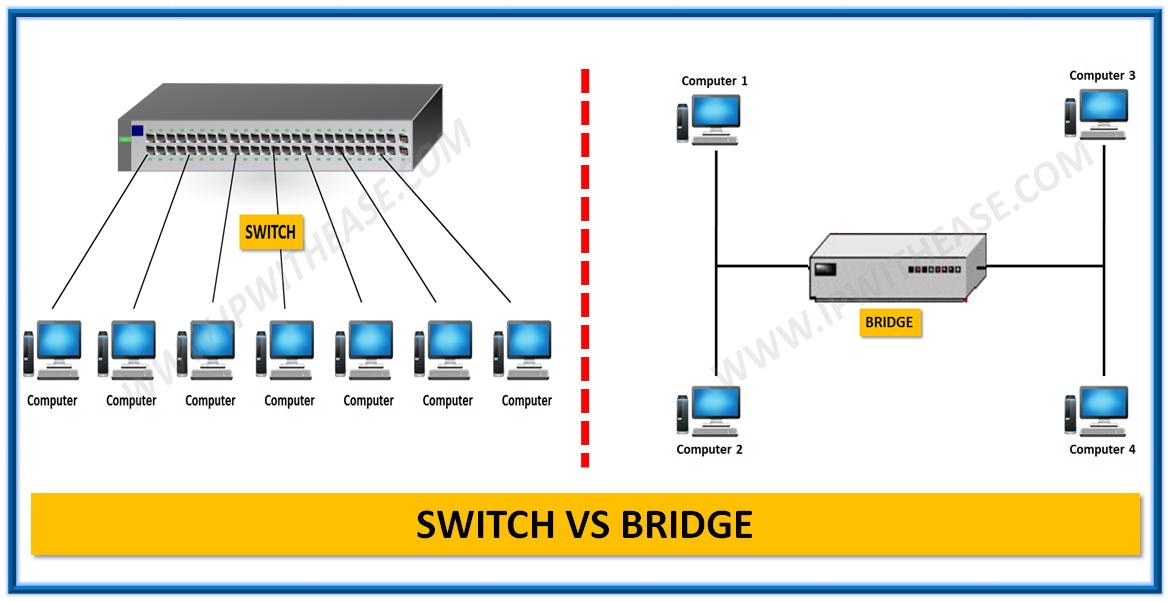 Computer 1
Computer 3
SWITCH
WWW.IPWITHEASE.COM
WWW.IPWITHEASE.COM
BRIDGE
Computer
Computer
Computer
Computer
Computer
Computer
Computer
Computer 2
Computer 4
SWITCH VS BRIDGE